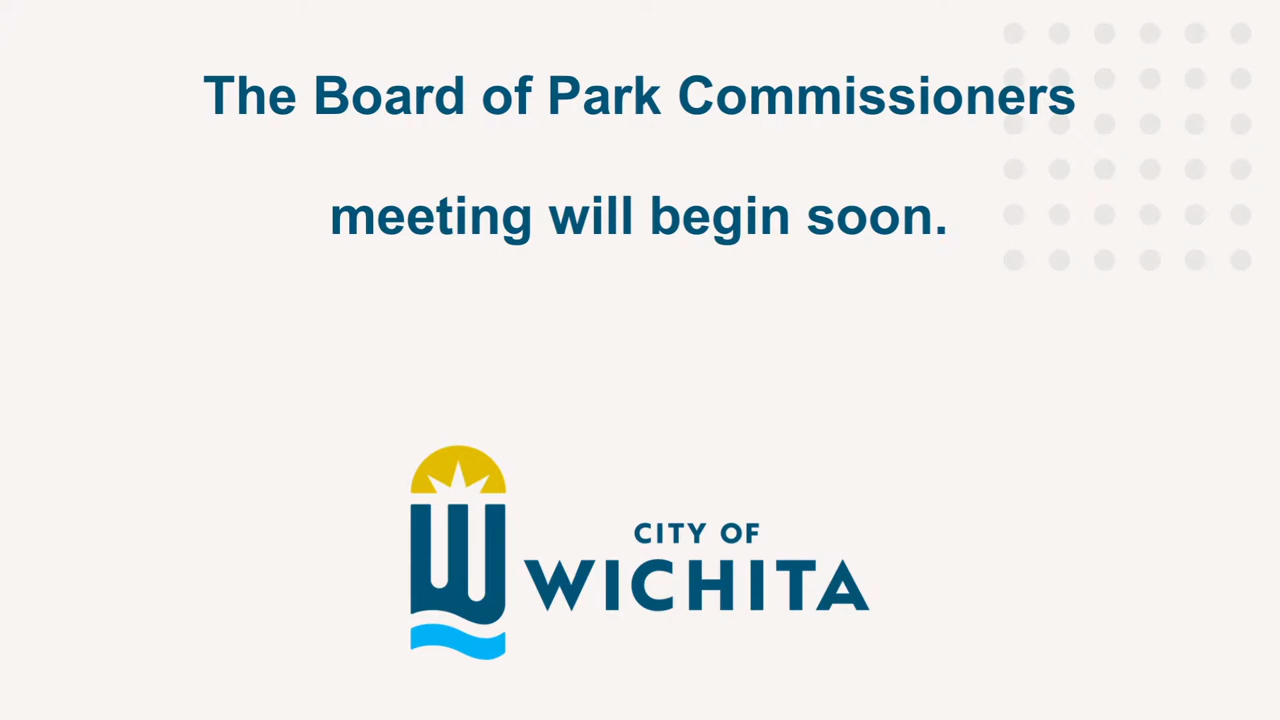 The Board of Park Commissioners
meeting will begin soon.
CITY OF
WICHITA